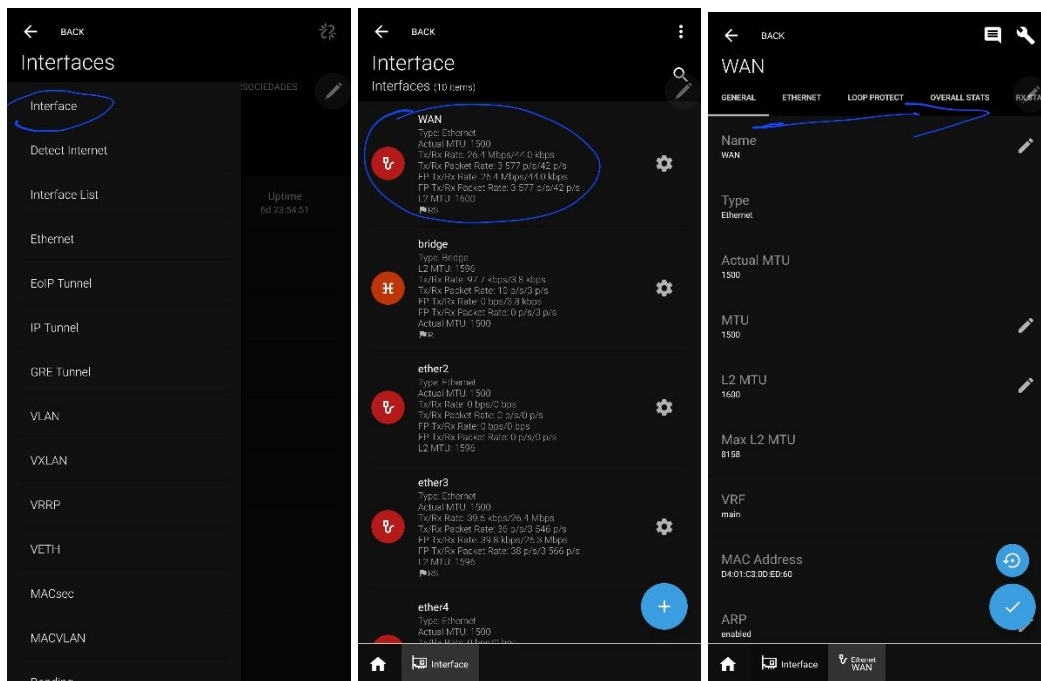 BACK
Interfaces
SOCIEDADES
Interface
Detect Internet
Interface List
Uptime
6d 23:54:51
Ethernet
EoIP Tunnel
IP Tunnel
GRE Tunnel
VLAN
VXLAN
VRRP
VETH
MACsec
MACVLAN
BACK
Interface
Interfaces (10 items)
WAN
Type: Ethernet
Actual MTU: 1500
Tx/Rx Rate: 26.4 Mbps/44.0 kbps
Tx/Rx Packet Rate: 3 577 p/s/42 p/s
FP Tx/Rx Rate: 26.4 Mbps/44.0 kbps
FP Tx/Rx Packet Rate: 3 577 p/s/42 p/s
L2 MTU: 1600
RS
bridge
Type: Bridge
L2 MTU: 1596
Tx/Rx Rate: 97.7 kbps/3.8 kbps
Tx/Rx Packet Rate: 10 p/s/3 p/s
FP Tx/Rx Rate: 0 bps/3.8 kbps
FP Tx/Rx Packet Rate: 0 p/s/3 p/s
Actual MTU: 1500
R
ether2
Type: Ethernet
Actual MTU: 1500
Tx/Rx Rate: 0 bps/0 bps
Tx/Rx Packet Rate: 0 p/s/0 p/s
FP Tx/Rx Rate: 0 bps/0 bps
FP Tx/Rx Packet Rate: 0 p/s/0 p/s
L2 MTU: 1596
ether3
Type: Ethernet
Actual MTU: 1500
Tx/Rx Rate: 39.6 kbps/26.4 Mbps
Tx/Rx Packet Rate: 36 p/s/3 546 p/s
FP Tx/Rx Rate: 39.8 kbps/26.3 Mbps
FP Tx/Rx Packet Rate: 38 p/s/3 566 p/s
L2 MTU: 1596
RS
ether4
Type: Ethernet
Actual MTU: 1500
Tx/Rx Rate: 0 bps/0 bps
Interface
BACK
WAN
GENERAL ETHERNET LOOP PROTECT OVERALL STATS RX STA
Name
WAN
Type
Ethernet
Actual MTU
1500
MTU
1500
L2 MTU
1600
Max L2 MTU
8158
VRF
main
MAC Address
D4:01:C3:0D:ED:60
ARP
enabled
Interface
Ethernet
WAN